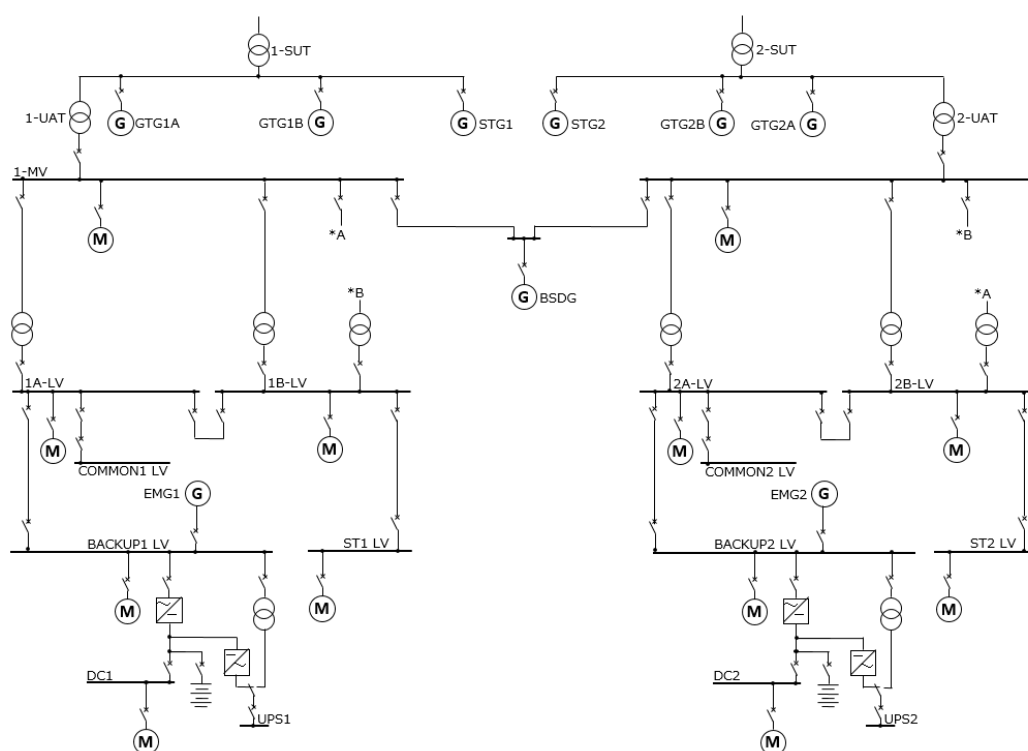 1-SUT
2-SUT
1-UAT
G GTG1A
GTG1B G
G STG1
G STG2
GTG2B G
GTG2A G
2-UAT
1-MV
*A
*B
M
M
G BSDG
*B
*A
1A-LV
1B-LV
2A-LV
2B-LV
M
M
M
M
COMMON1 LV
COMMON2 LV
EMG1 G
EMG2 G
BACKUP1 LV
ST1 LV
BACKUP2 LV
ST2 LV
M
M
M
M
DC1
DC2
UPS1
UPS2
M
M